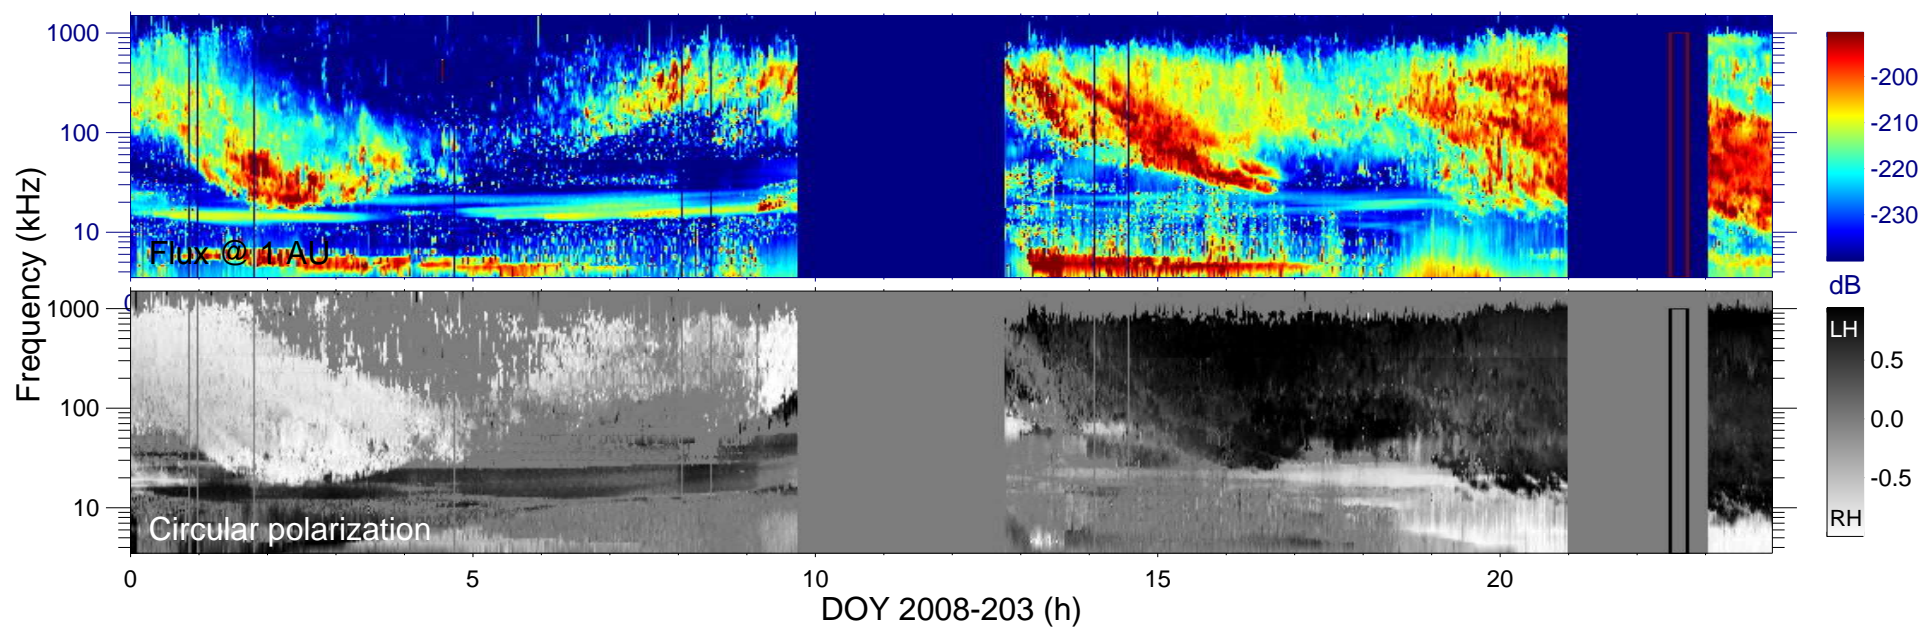 1000
100
10
Flux @ 1 AU
0
-200
-210
-220
-230
dB
Frequency (kHz)
1000
100
10
Circular polarization
LH
0.5
0.0
-0.5
RH
0
5
10
15
20
DOY 2008-203 (h)